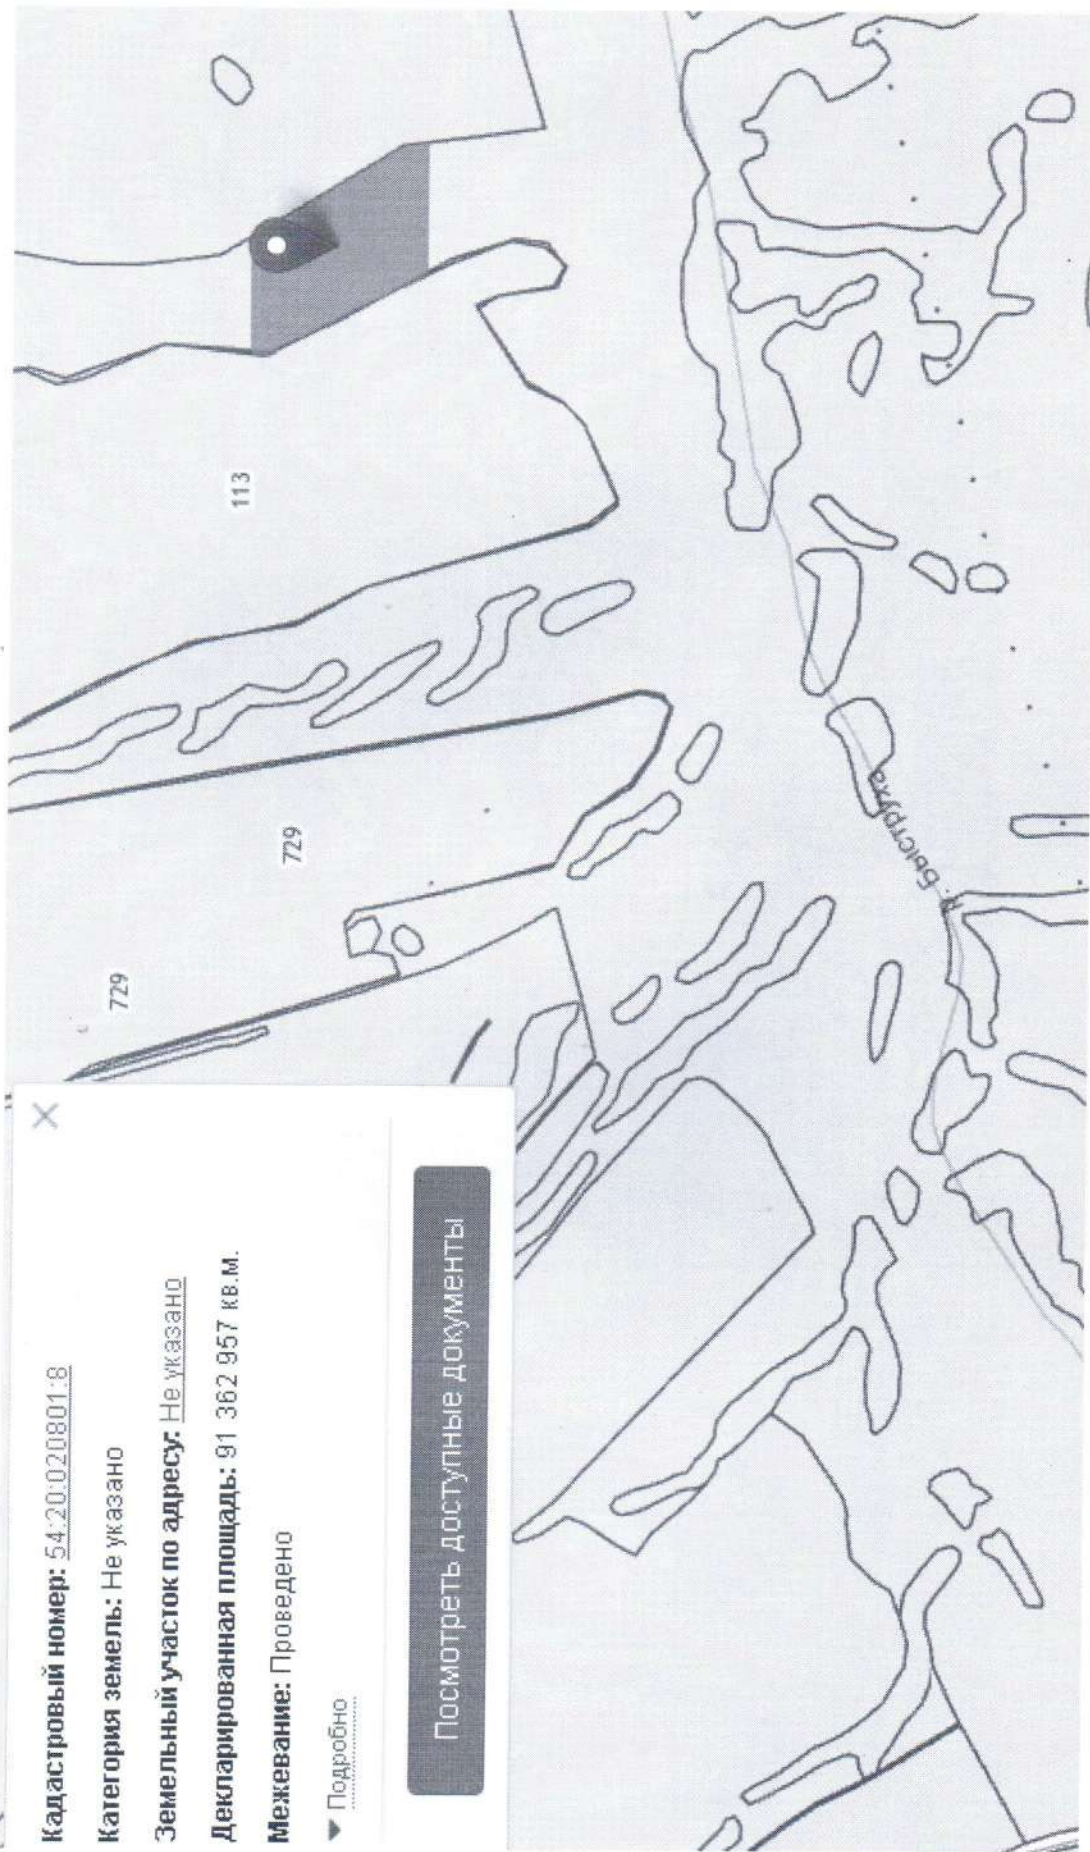 Кадастровый номер: 54:20:020801:8
Категория земель: Не указано
Земельный участок по адресу: Не указано
Декларированная площадь: 91 362 957 кв.м.
Межевание: Проведено
▼ Подробно
Посмотреть доступные документы
729
729
113
р. Быструха